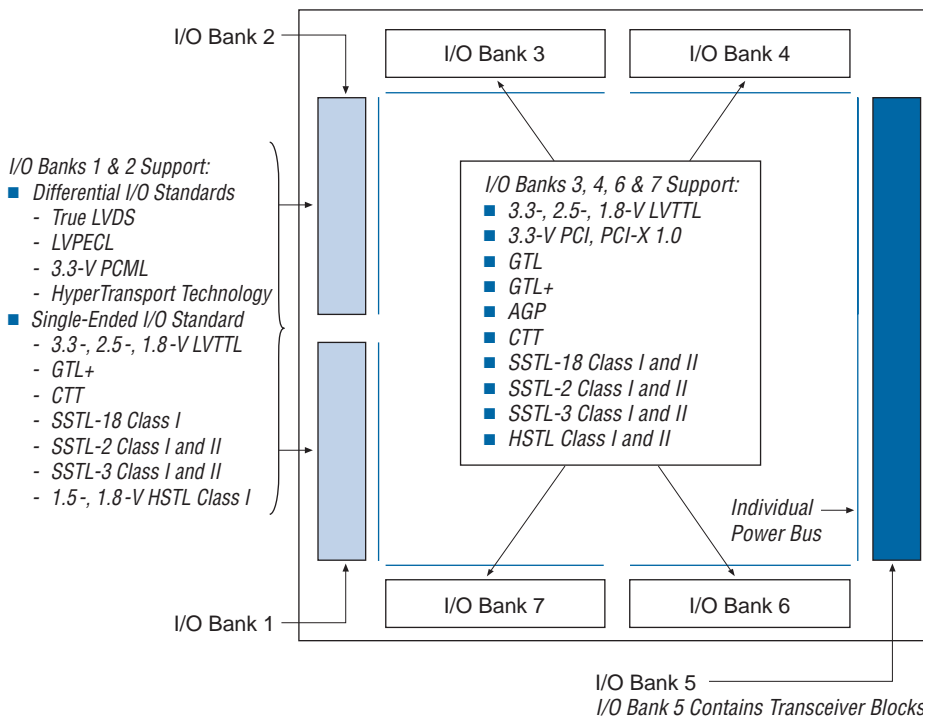 I/O Bank 2
I/O Bank 3
I/O Bank 4
I/O Banks 1 & 2 Support:
■ Differential I/O Standards
- True LVDS
- LVPECL
- 3.3-V PCML
- HyperTransport Technology
■ Single-Ended I/O Standard
- 3.3-, 2.5-, 1.8-V LVTTL
- GTL+
- CTT
- SSTL-18 Class I
- SSTL-2 Class I and II
- SSTL-3 Class I and II
- 1.5-, 1.8-V HSTL Class I
I/O Banks 3, 4, 6 & 7 Support:
■ 3.3-, 2.5-, 1.8-V LVTTL
■ 3.3-V PCI, PCI-X 1.0
■ GTL
■ GTL+
■ AGP
■ CTT
■ SSTL-18 Class I and II
■ SSTL-2 Class I and II
■ SSTL-3 Class I and II
■ HSTL Class I and II
Individual
Power Bus
I/O Bank 1
I/O Bank 7
I/O Bank 6
I/O Bank 5
I/O Bank 5 Contains Transceiver Blocks